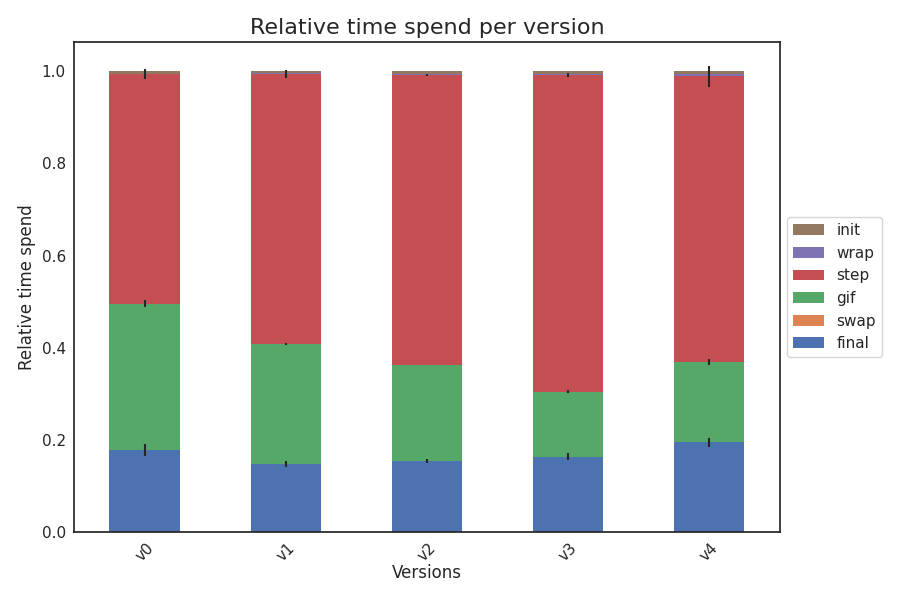 Relative time spend per version
Relative time spend
1.0
0.8
0.6
0.4
0.2
0.0
v0
v1
v2
v3
v4
Versions
init
wrap
step
gif
swap
final